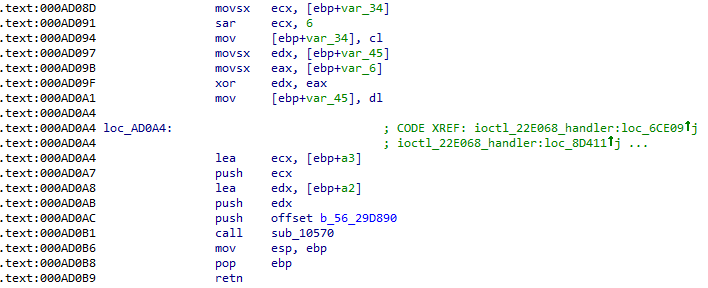 .text:000AD08D movsx ecx, [ebp+var_34]
.text:000AD091 sar ecx, 6
.text:000AD094 mov [ebp+var_34], cl
.text:000AD097 movsx edx, [ebp+var_45]
.text:000AD09B movsx eax, [ebp+var_6]
.text:000AD09F xor edx, eax
.text:000AD0A1 mov [ebp+var_45], dl
.text:000AD0A4
.text:000AD0A4 loc_AD0A4: ; CODE XREF: ioctl_22E068_handler:loc_6CE09↑j
.text:000AD0A4 ; ioctl_22E068_handler:loc_8D411↑j ...
.text:000AD0A4 lea ecx, [ebp+a3]
.text:000AD0A7 push ecx
.text:000AD0A8 lea edx, [ebp+a2]
.text:000AD0AB push edx
.text:000AD0AC push offset b_56_29D890
.text:000AD0B1 call sub_10570
.text:000AD0B6 mov esp, ebp
.text:000AD0B8 pop ebp
.text:000AD0B9 retn